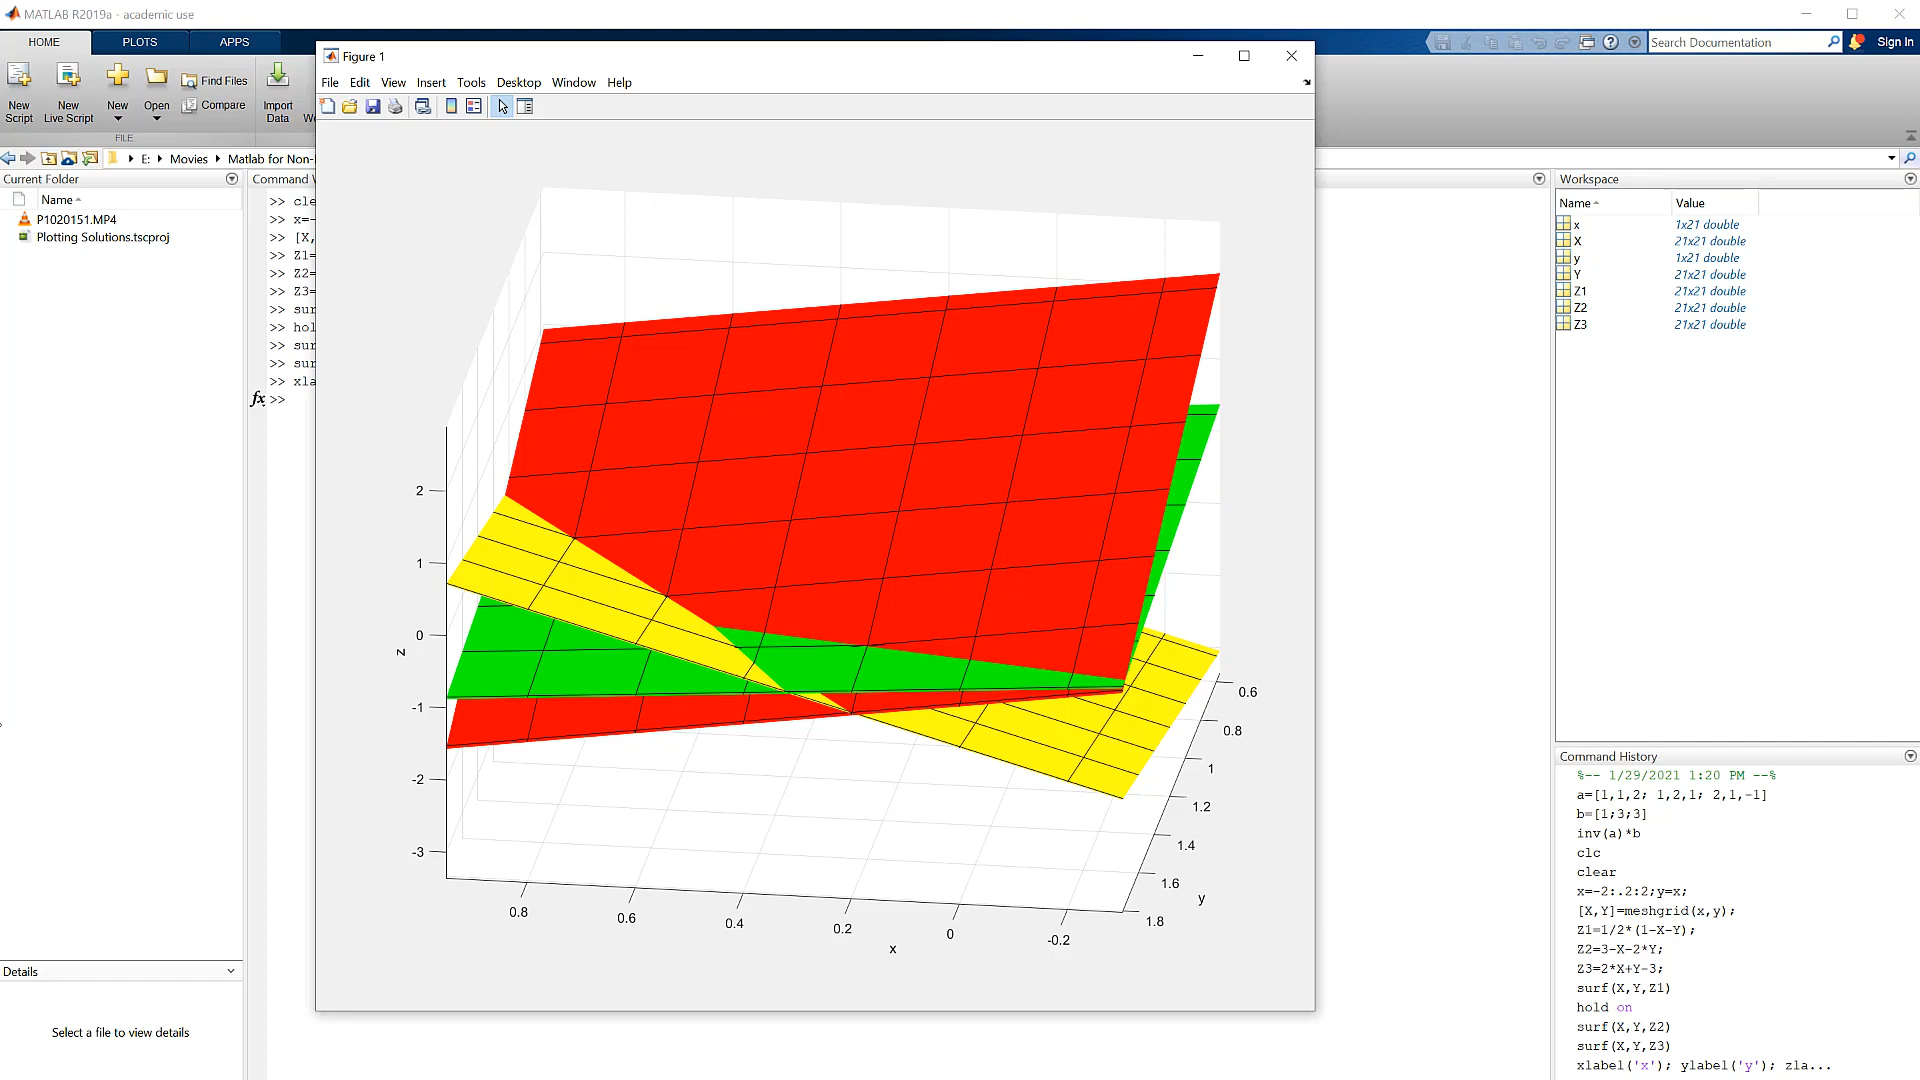 MATLAB R2019a - academic use
HOME PLOTS APPS
Search Documentation
Sign In
Find Files
Compare
New Script
New Live Script
New
Open
Import Data
FILE
E: Movies Matlab for Non-
Current Folder
Name
P1020151.MP4
Plotting Solutions.tscproj
Details
Select a file to view details
Command
>> cle
>> x=-
>> [X,
>> Z1=
>> Z2=
>> Z3=
>> sur
>> hol
>> sur
>> sur
>> xla
fx >>
Figure 1
File Edit View Insert Tools Desktop Window Help
2
1
0
-1
-2
-3
z
0.8
0.6
0.4
0.2
0
-0.2
x
0.6
0.8
1
1.2
1.4
1.6
1.8
y
Workspace
Name Value
x 1x21 double
X 21x21 double
y 1x21 double
Y 21x21 double
Z1 21x21 double
Z2 21x21 double
Z3 21x21 double
Command History
%-- 1/29/2021 1:20 PM --%
a=[1,1,2; 1,2,1; 2,1,-1]
b=[1;3;3]
inv(a)*b
clc
clear
x=-2:.2:2;y=x;
[X,Y]=meshgrid(x,y);
Z1=1/2*(1-X-Y);
Z2=3-X-2*Y;
Z3=2*X+Y-3;
surf(X,Y,Z1)
hold on
surf(X,Y,Z2)
surf(X,Y,Z3)
xlabel('x'); ylabel('y'); zla...